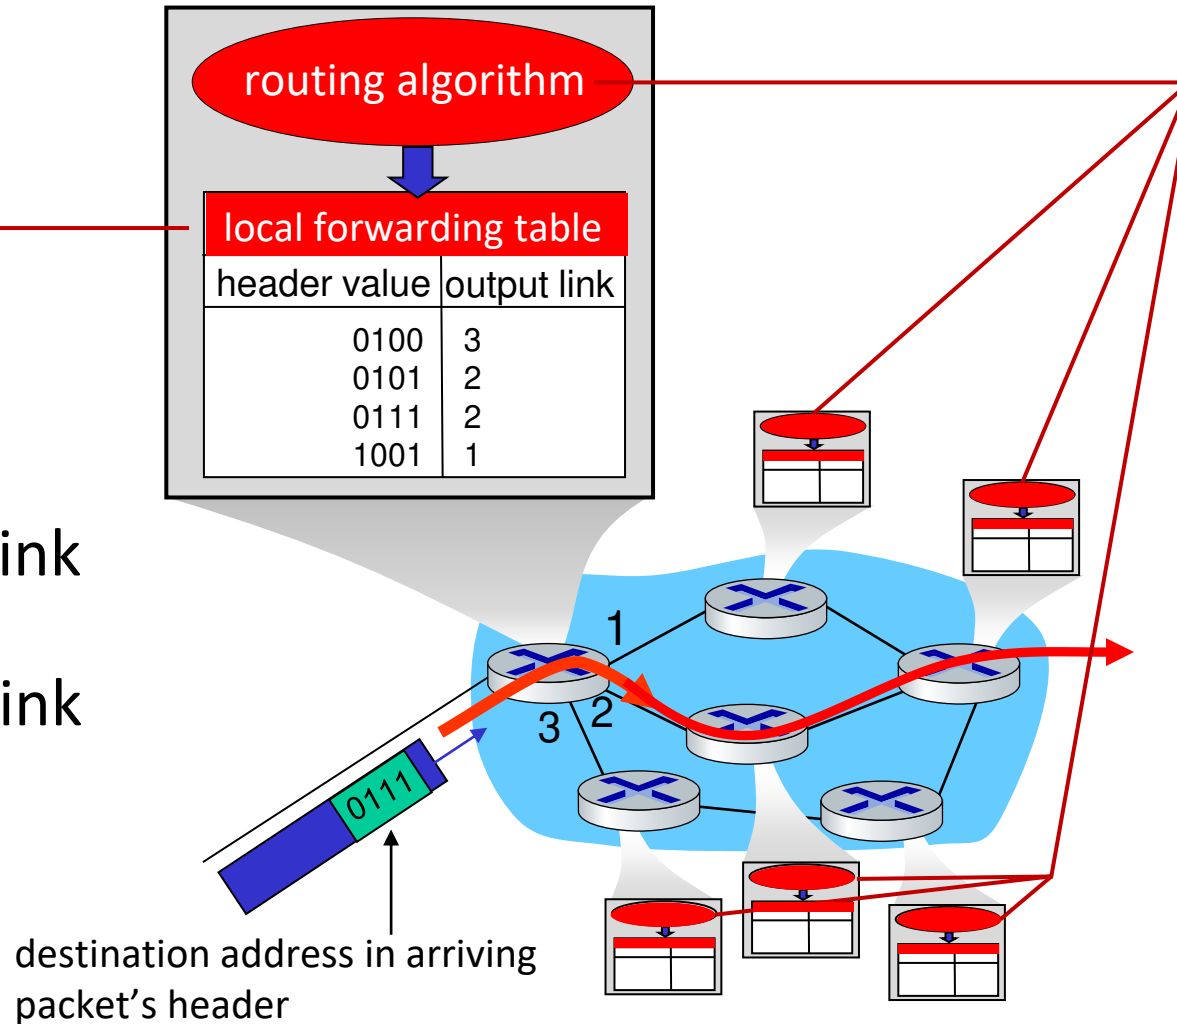 routing algorithm
local forwarding table
header value output link
0100 3
0101 2
0111 2
1001 1
ink
ink
1
2
3
0111
destination address in arriving
packet’s header